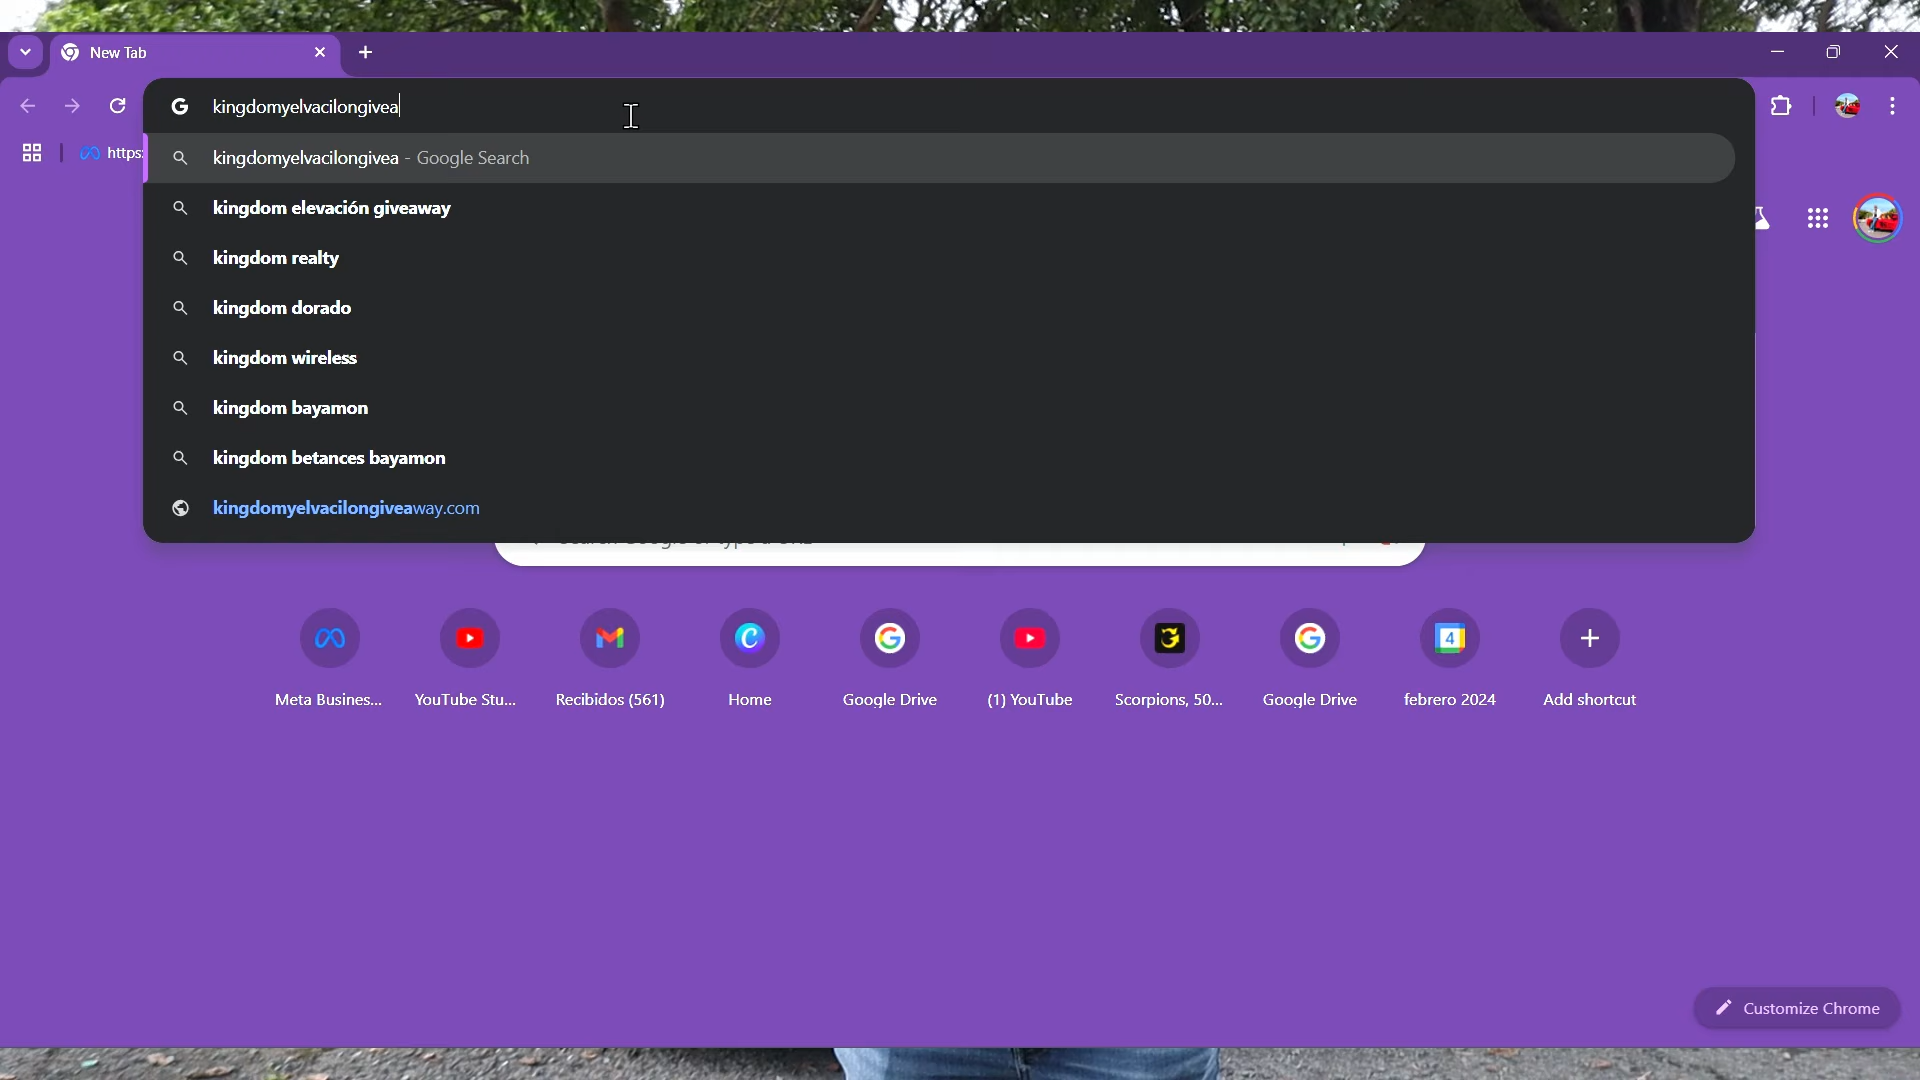 New Tab
kingdomyelvacilongivea
https:
kingdomyelvacilongivea - Google Search
kingdom elevación giveaway
kingdom realty
kingdom dorado
kingdom wireless
kingdom bayamon
kingdom betances bayamon
kingdomyelvacilongiveaway.com
Meta Busines... YouTube Stu... Recibidos (561) Home Google Drive (1) YouTube Scorpions, 50... Google Drive febrero 2024 Add shortcut
4
Customize Chrome